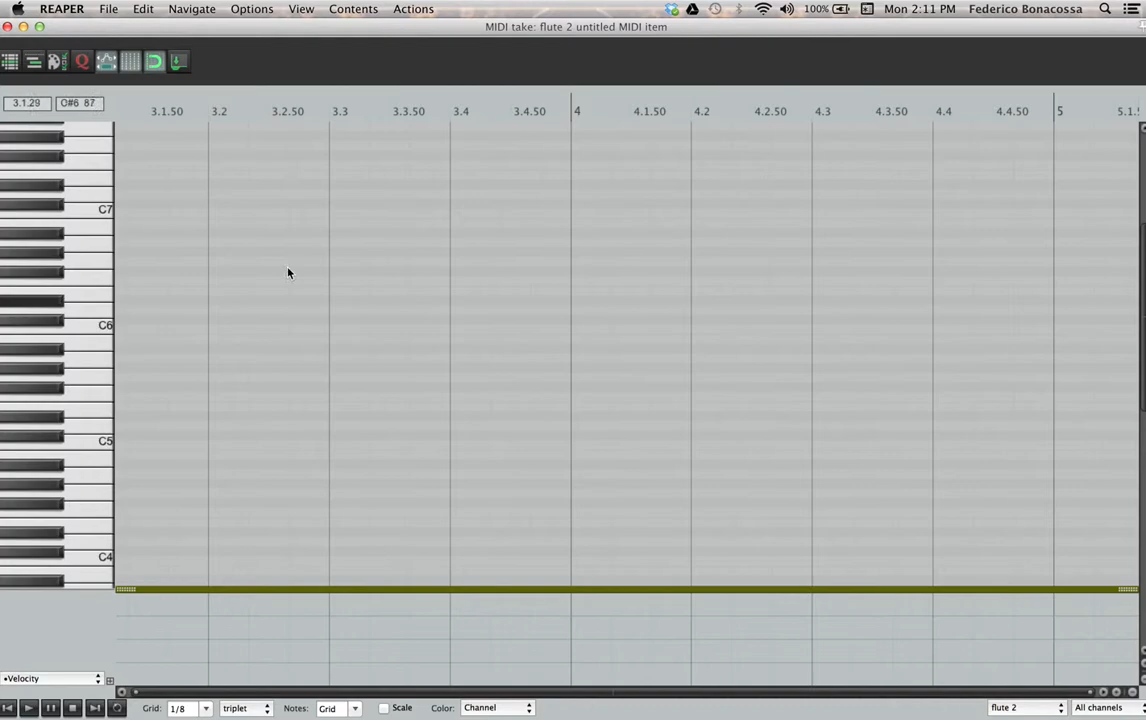 REAPER File Edit Navigate Options View Contents Actions 100% Mon 2:11 PM Federico Bonacossa
MIDI take: flute 2 untitled MIDI item
Q
3.1.29 C#6 87
3.1.50 3.2 3.2.50 3.3 3.3.50 3.4 3.4.50 4 4.1.50 4.2 4.2.50 4.3 4.3.50 4.4 4.4.50 5 5.1.5
C7
C6
C5
C4
•Velocity
Grid: 1/8 triplet Notes: Grid Scale Color: Channel flute 2 All channels